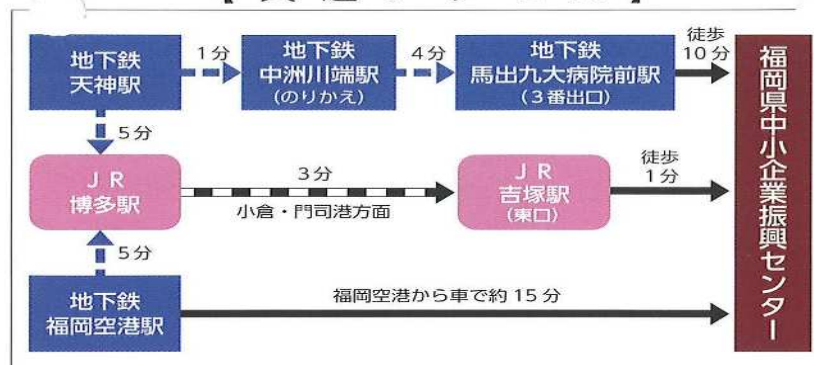 地下鉄
天神駅
1分
地下鉄
中洲川端駅
(のりかえ)
4分
地下鉄
馬出九大病院前駅
(3番出口)
徒歩
10分
5分
JR
博多駅
3分
小倉・門司港方面
JR
吉塚駅
(東口)
徒歩
1分
5分
地下鉄
福岡空港駅
福岡空港から車で約15分
福岡県中小企業振興センター